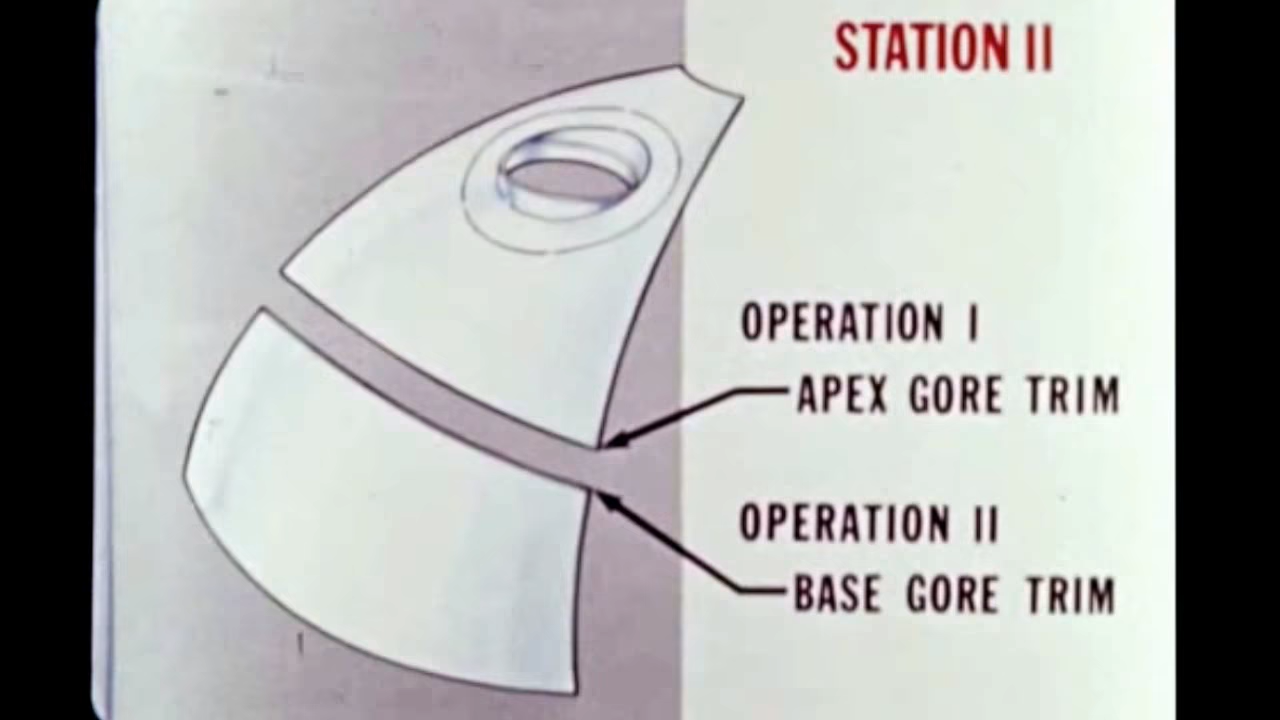 STATION II
OPERATION I
APEX GORE TRIM
OPERATION II
BASE GORE TRIM